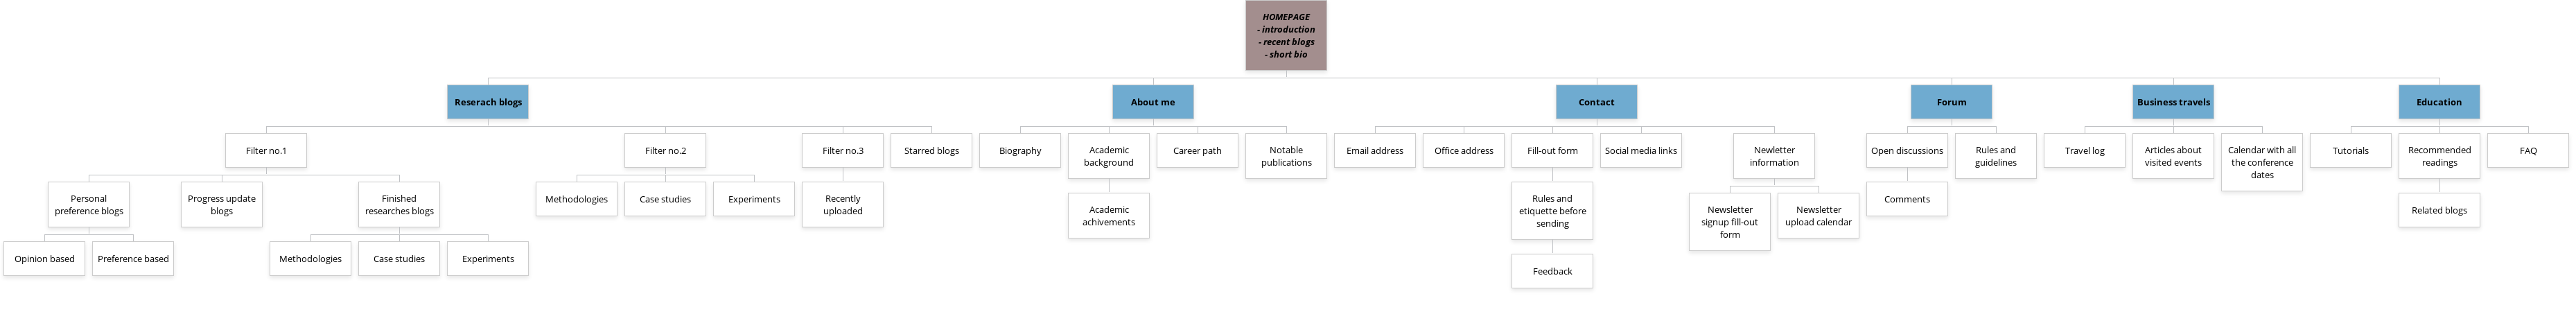 HOMEPAGE
- introduction
- recent blogs
- short bio
Reserach blogs
About me
Contact
Forum
Business travels
Education
Filter no.1
Filter no.2
Filter no.3
Starred blogs
Biography
Academic
background
Career path
Notable
publications
Email address
Office address
Fill-out form
Social media links
Newletter
information
Open discussions
Rules and
guidelines
Travel log
Articles about
visited events
Calendar with all
the conference
dates
Tutorials
Recommended
readings
FAQ
Personal
preference blogs
Progress update
blogs
Finished
researches blogs
Methodologies
Case studies
Experiments
Recently
uploaded
Academic
achivements
Rules and
etiquette before
sending
Newsletter
signup fill-out
form
Newsletter
upload calendar
Comments
Related blogs
Opinion based
Preference based
Methodologies
Case studies
Experiments
Feedback